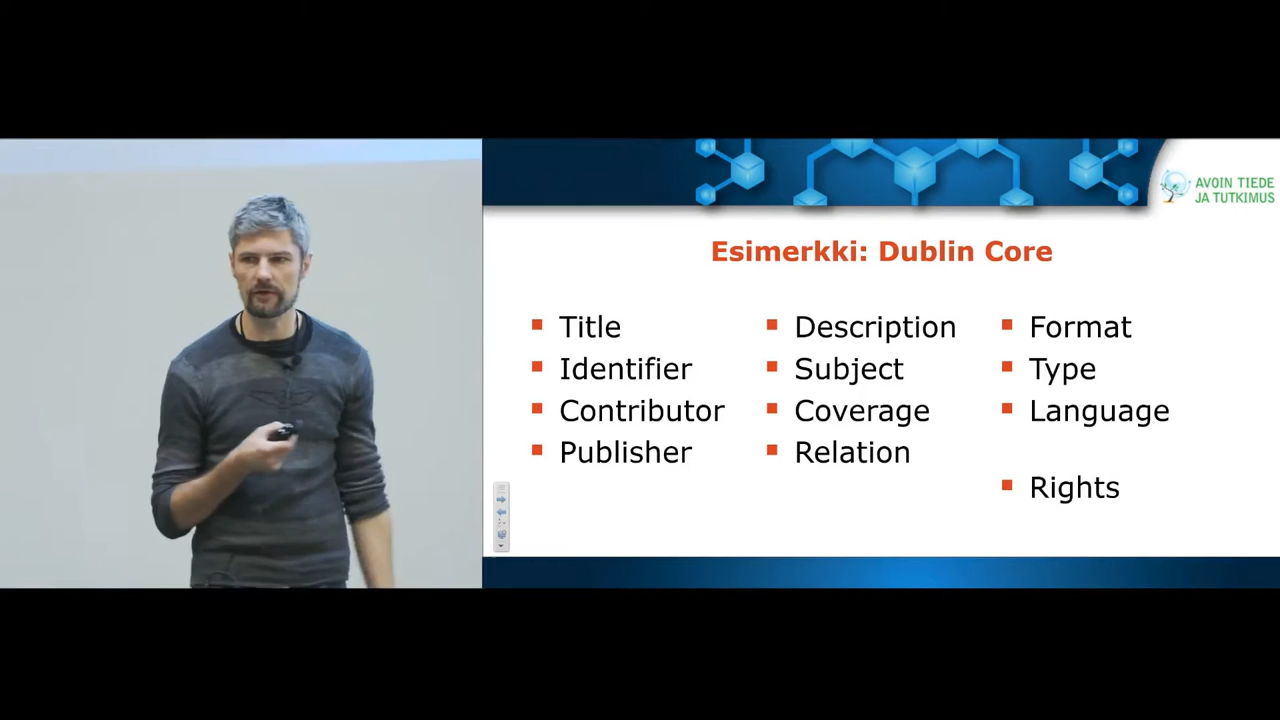 AVOIN TIEDE
JA TUTKIMUS
Esimerkki: Dublin Core
Title
Identifier
Contributor
Publisher
Description
Subject
Coverage
Relation
Format
Type
Language
Rights